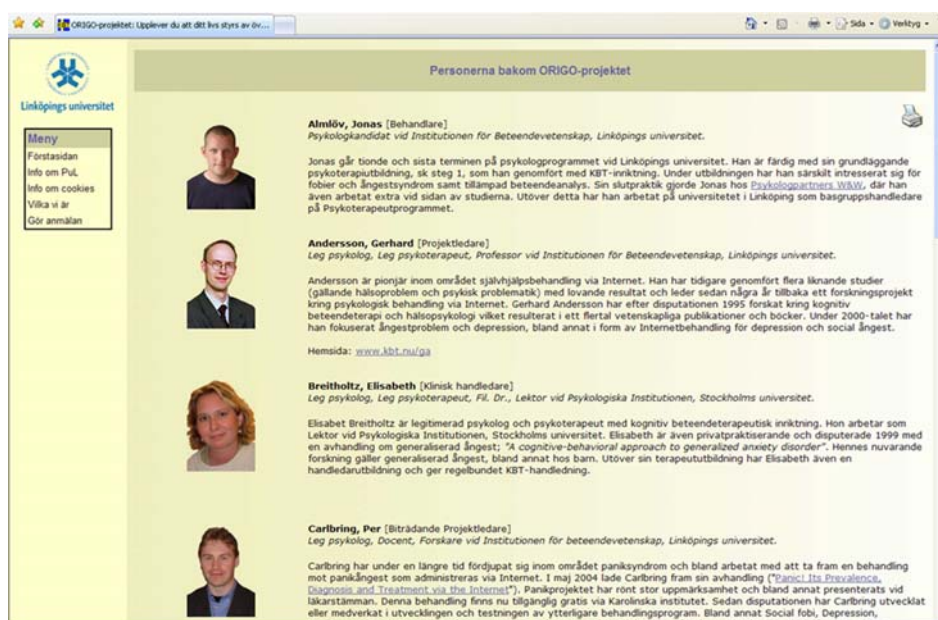 ORIGO-projektet: Upplever du att ditt livs styrs av öv...
Sida
Verktyg
Linköpings universitet
Meny
Förstasidan
Info om PuL
Info om cookies
Vilka vi är
Gör anmälan
Personerna bakom ORIGO-projektet
Almlöv, Jonas [Behandlare]
Psykologkandidat vid Institutionen för Beteendevetenskap, Linköpings universitet.
Jonas går tionde och sista terminen på psykologprogrammet vid Linköpings universitet. Han är färdig med sin grundläggande
psykoterapiutbildning, sk steg 1, som han genomfört med KBT-inriktning. Under utbildningen har han särskilt intresserat sig för
fobier och ångestsyndrom samt tillämpad beteendeanalys. Sin slutpraktik gjorde Jonas hos Psykologpartners W&W, där han
även arbetat extra vid sidan av studierna. Utöver detta har han arbetat på universitetet i Linköping som basgruppshandledare
på Psykoterapeutprogrammet.
Andersson, Gerhard [Projektledare]
Leg psykolog, Leg psykoterapeut, Professor vid Institutionen för Beteendevetenskap, Linköpings universitet.
Andersson är pionjär inom området självhjälpsbehandling via Internet. Han har tidigare genomfört flera liknande studier
(gällande hälsoproblem och psykisk problematik) med lovande resultat och leder sedan några år tillbaka ett forskningsprojekt
kring psykologisk behandling via Internet. Gerhard Andersson har efter disputationen 1995 forskat kring kognitiv
beteendeterapi och hälsopsykologi vilket resulterat i ett flertal vetenskapliga publikationer och böcker. Under 2000-talet har
han fokuserat ångestproblem och depression, bland annat i form av Internetbehandling för depression och social ångest.
Hemsida: www.kbt.nu/ga
Breitholtz, Elisabeth [Klinisk handledare]
Leg psykolog, Leg psykoterapeut, Fil. Dr., Lektor vid Psykologiska Institutionen, Stockholms universitet.
Elisabet Breitholtz är legitimerad psykolog och psykoterapeut med kognitiv beteendeterapeutisk inriktning. Hon arbetar som
Lektor vid Psykologiska Institutionen, Stockholms universitet. Elisabeth är även privatpraktiserande och disputerade 1999 med
en avhandling om generaliserad ångest; "A cognitive-behavioral approach to generalized anxiety disorder". Hennes nuvarande
forskning gäller generaliserad ångest, bland annat hos barn. Utöver sin terapeututbildning har Elisabeth även en
handledarutbildning och ger regelbundet KBT-handledning.
Carlbring, Per [Biträdande Projektledare]
Leg psykolog, Docent, Forskare vid Institutionen för beteendevetenskap, Linköpings universitet.
Carlbring har under en längre tid fördjupat sig inom området paniksyndrom och bland arbetat med att ta fram en behandling
mot panikångest som administreras via Internet. I maj 2004 lade Carlbring fram sin avhandling ("Panic! Its Prevalence,
Diagnosis and Treatment via the Internet"). Panikprojektet har rönt stor uppmärksamhet och bland annat presenterats vid
läkarstämman. Denna behandling finns nu tillgänglig gratis via Karolinska institutet. Sedan disputationen har Carlbring utvecklat
eller medverkat i utvecklingen och testningen av ytterligare behandlingsprogram. Bland annat Social fobi, Depression,